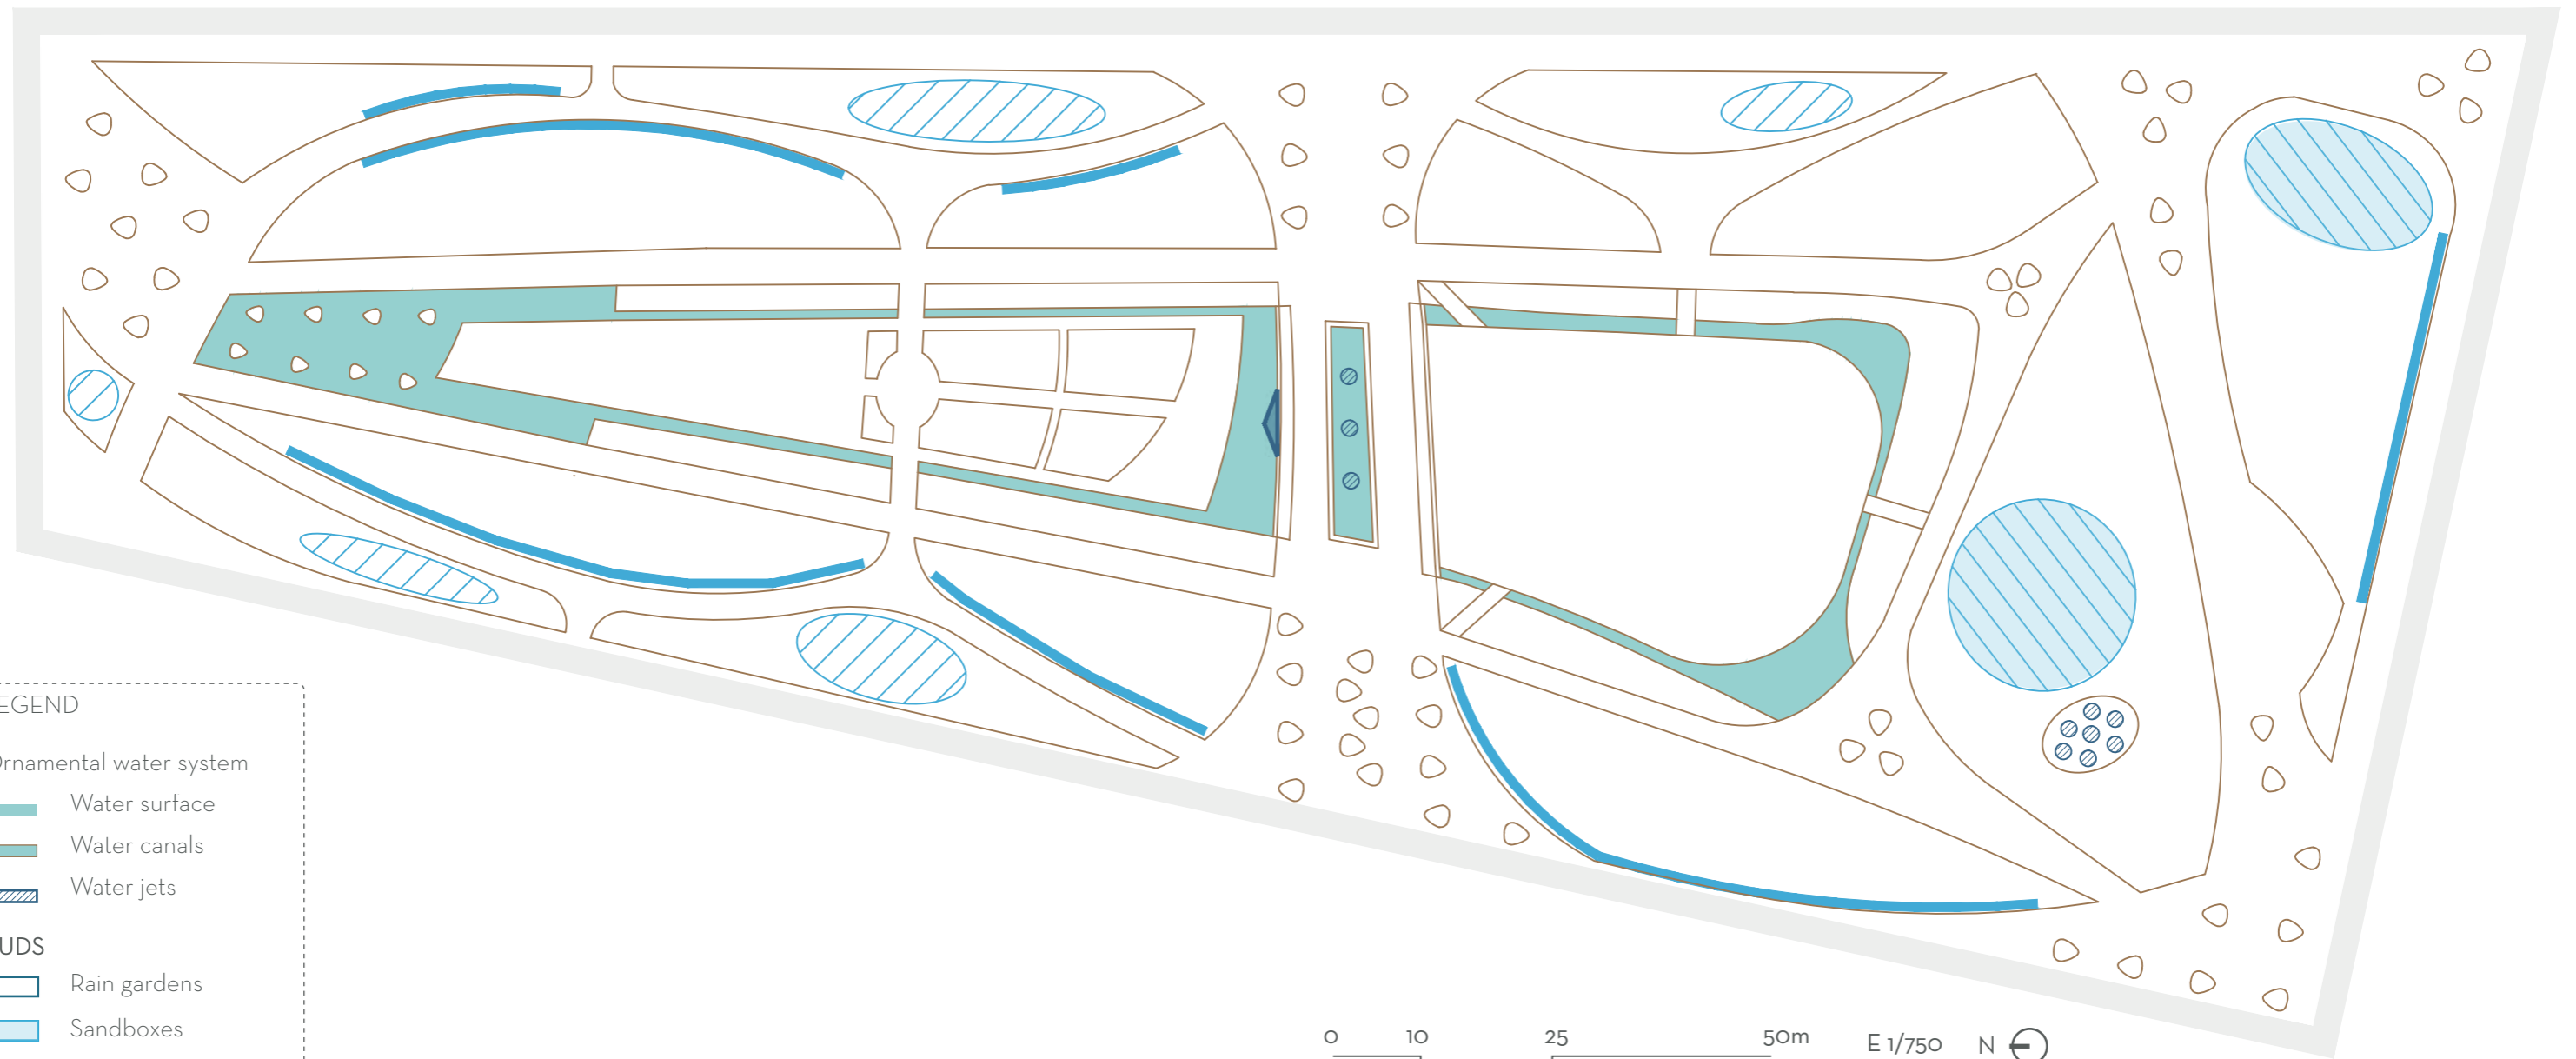 EGEND
Ornamental water system
Water surface
Water canals
Water jets
UDS
Rain gardens
Sandboxes
0 10 25 50m E 1/750 N